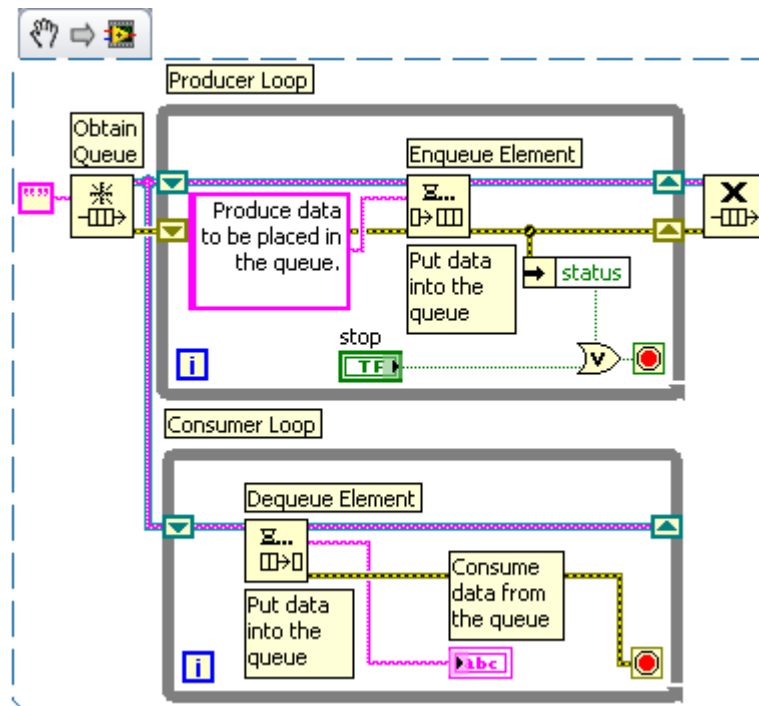 Producer Loop
Obtain
Queue
Enqueue Element
""
Produce data
to be placed in
the queue.
Put data
into the
queue
status
stop
TF
V
i
Consumer Loop
Dequeue Element
Put data
into the
queue
Consume
data from
the queue
abc
i